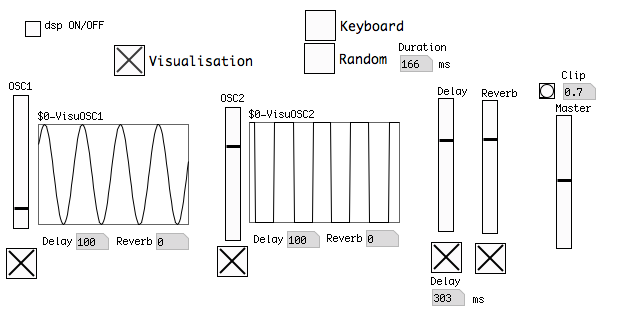 dsp ON/OFF
Keyboard
Visualisation
Random
Duration
166 ms
OSC1
$0-VisuOSC1
Delay 100 Reverb 0
OSC2
$0-VisuOSC2
Delay 100 Reverb 0
Delay
Reverb
Delay
303 ms
Clip
0.7
Master